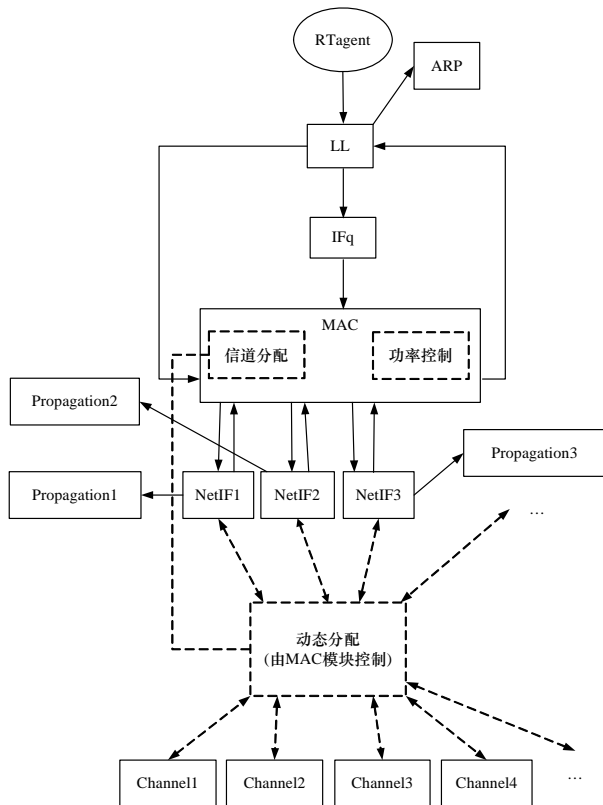 RTagent
ARP
LL
IFq
MAC
信道分配
功率控制
Propagation2
Propagation3
Propagation1
NetIF1
NetIF2
NetIF3
...
动态分配
(由MAC模块控制)
Channel1
Channel2
Channel3
Channel4
...